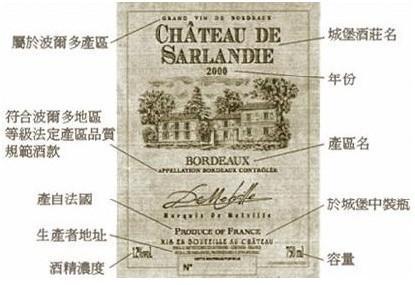 GRAND VIN DE BORDEAUX
屬於波爾多產區
CHÂTEAU DE
SARLANDIE
城堡酒莊名
2000
年份
符合波爾多地區
等級法定產區品質
規範酒款
BORDEAUX
產區名
APPELLATION BORDEAUX CONTRÔLÉE
DeMelville
產自法國
Marquis De Melville
於城堡中裝瓶
PRODUCE OF FRANCE
生產者地址
MIS EN BOUTEILLE AU CHÂTEAU
12%vol.
750 ml
酒精濃度
容量
N°